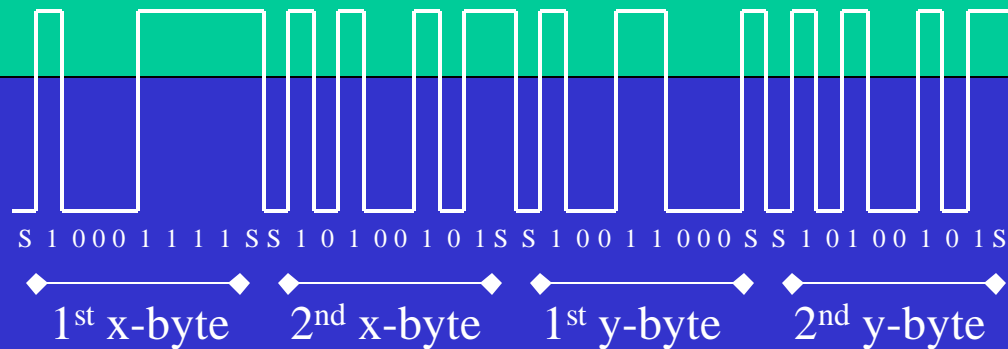 S 1 0 0 0 1 1 1 1 S S 1 0 1 0 0 1 0 1 S S 1 0 0 1 1 0 0 0 S S 1 0 1 0 0 1 0 1 S
1st x-byte 2nd x-byte 1st y-byte 2nd y-byte